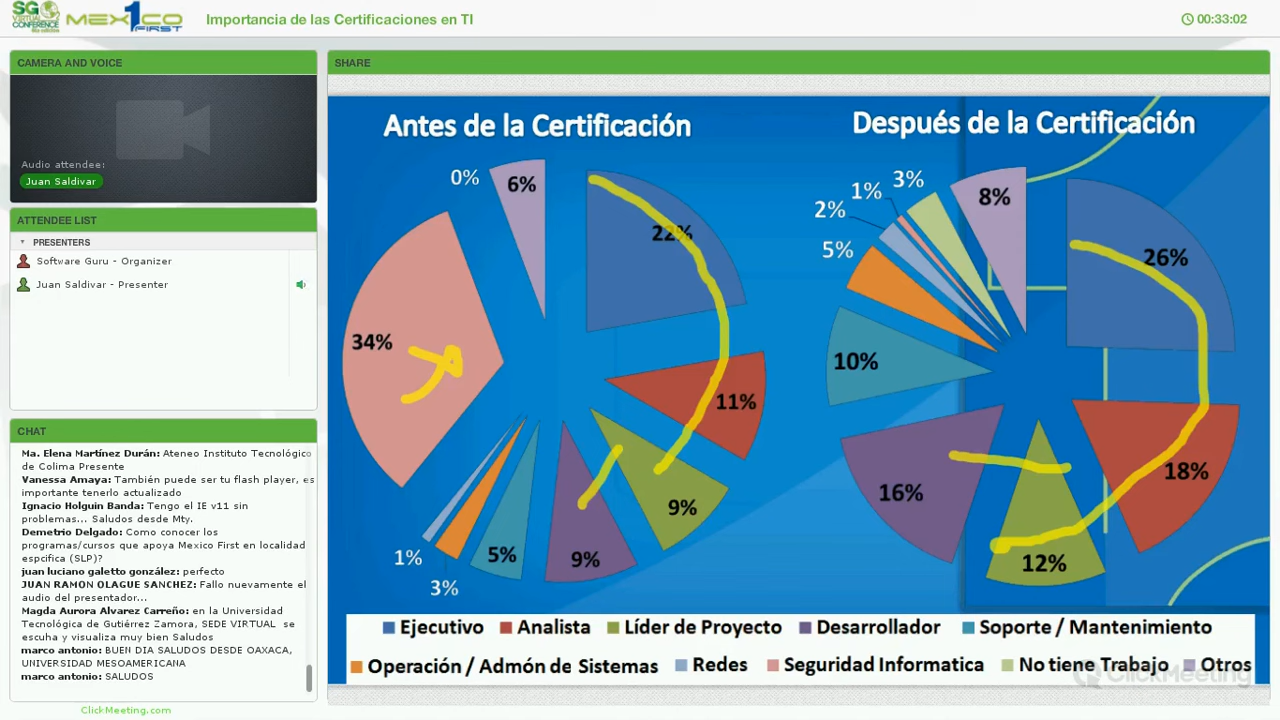 SG
VIRTUAL
CONFERENCE
MEXICO
1
FIRST
Importancia de las Certificaciones en TI
00:33:02
CAMERA AND VOICE
Audio attendee:
Juan Saldivar
ATTENDEE LIST
PRESENTERS
Software Guru - Organizer
Juan Saldivar - Presenter
CHAT
Ma. Elena Martínez Durán: Ateneo Instituto Tecnológico
de Colima Presente
Vanessa Amaya: También puede ser tu flash player, es
importante tenerlo actualizado
Ignacio Holguin Banda: Tengo el IE v11 sin
problemas... Saludos desde Mty.
Demetrio Delgado: Como conocer los
programas/cursos que apoya Mexico First en localidad
espcifica (SLP)?
juan luciano galetto gonzález: perfecto
JUAN RAMON OLAGUE SANCHEZ: Fallo nuevamente el
audio del presentador...
Magda Aurora Alvarez Carreño: en la Universidad
Tecnológica de Gutiérrez Zamora, SEDE VIRTUAL se
escuha y visualiza muy bien Saludos
marco antonio: BUEN DIA SALUDOS DESDE OAXACA,
UNIVERSIDAD MESOAMERICANA
marco antonio: SALUDOS
ClickMeeting.com
SHARE
Antes de la Certificación
0%
6%
22%
34%
11%
9%
9%
5%
3%
1%
Después de la Certificación
3%
1%
2%
5%
8%
26%
10%
18%
16%
12%
Ejecutivo Analista Líder de Proyecto Desarrollador Soporte / Mantenimiento
Operación / Admón de Sistemas Redes Seguridad Informatica No tiene Trabajo Otros
ClickMeeting